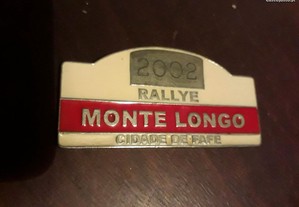 2002
RALLYE
MONTE LONGO
CIDADE DE FAFE